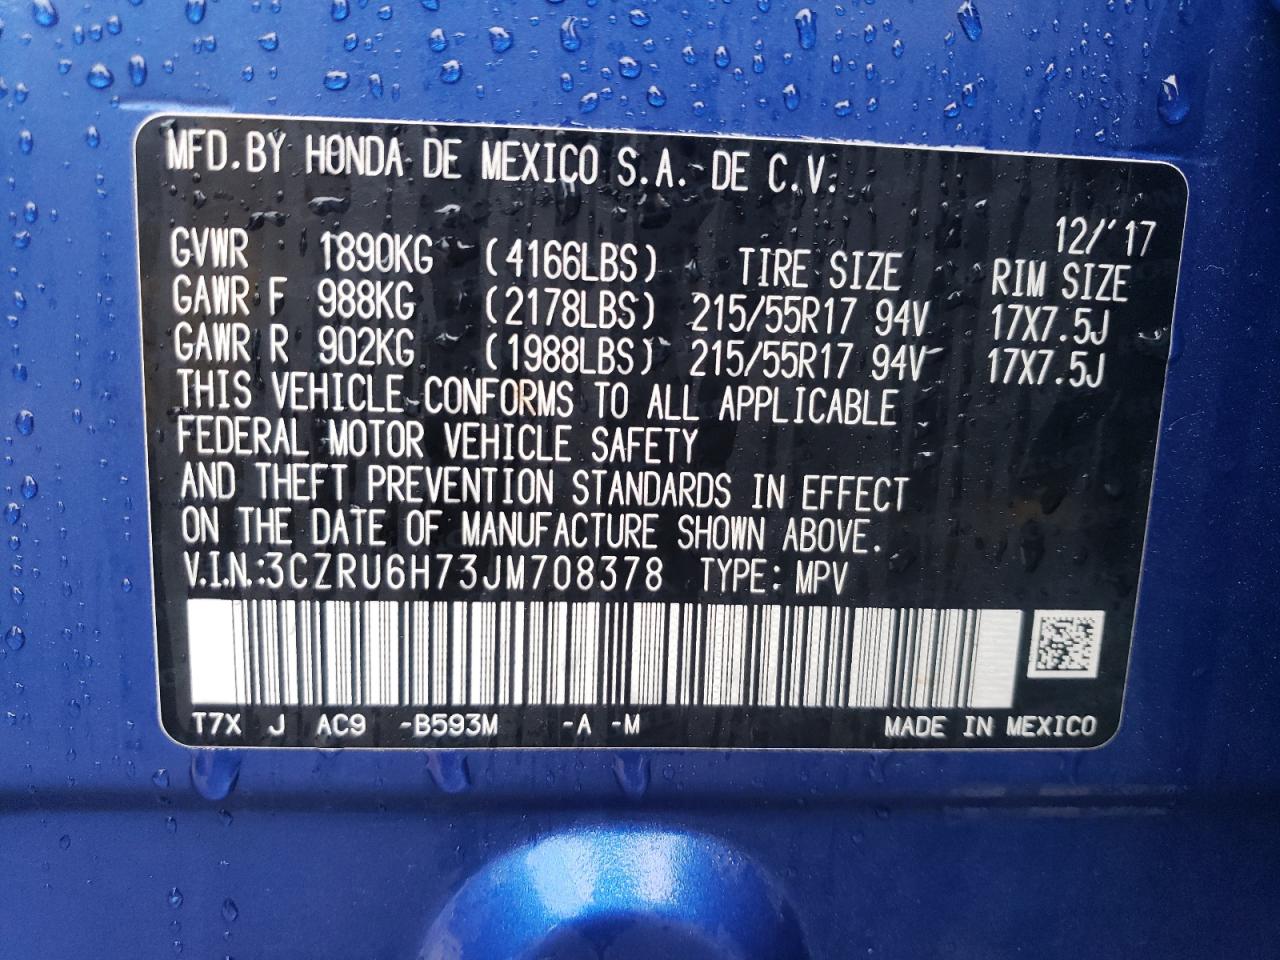 MFD. BY HONDA DE MEXICO S.A. DE C.V.
12/'17
GVWR 1890KG (4166LBS) TIRE SIZE RIM SIZE
GAWR F 988KG (2178LBS) 215/55R17 94V 17X7.5J
GAWR R 902KG (1988LBS) 215/55R17 94V 17X7.5J
THIS VEHICLE CONFORMS TO ALL APPLICABLE
FEDERAL MOTOR VEHICLE SAFETY
AND THEFT PREVENTION STANDARDS IN EFFECT
ON THE DATE OF MANUFACTURE SHOWN ABOVE.
V.I.N.:3CZRU6H73JM708378 TYPE: MPV
T7X J AC9 -B593M -A -M MADE IN MEXICO